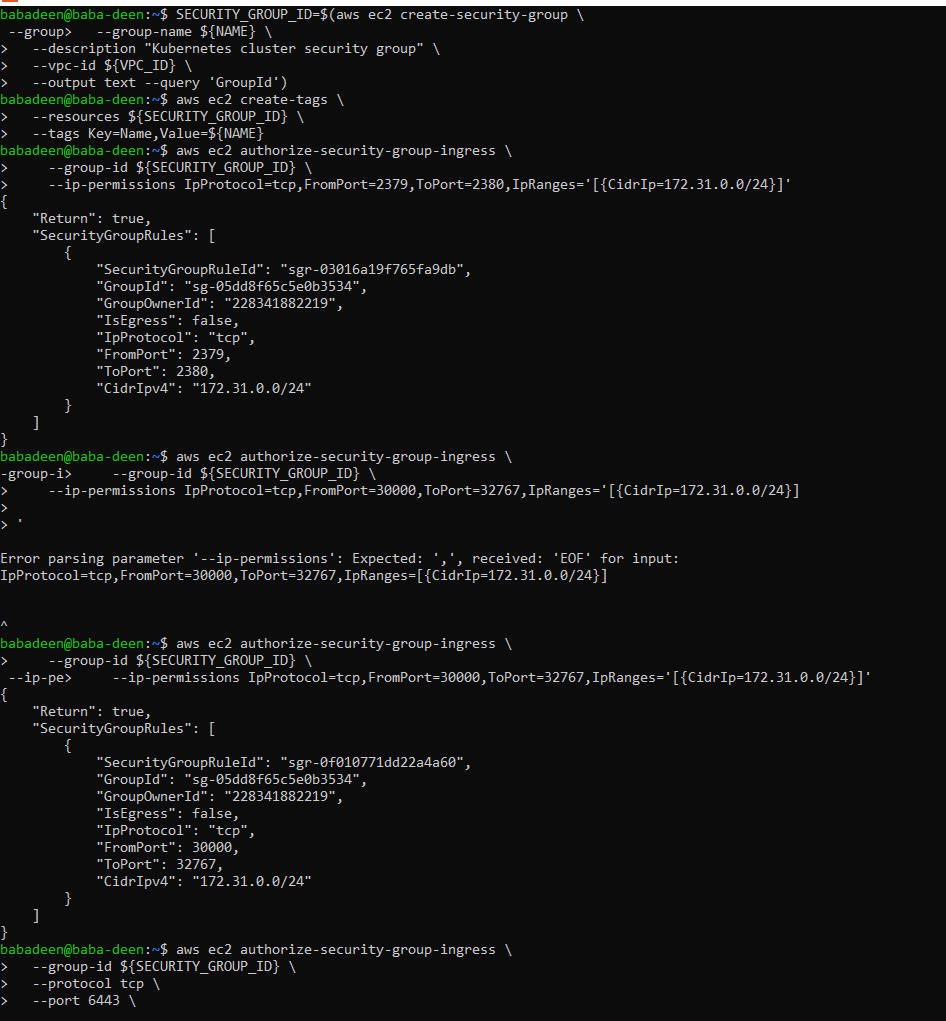 babadeen@baba-deen:~$ SECURITY_GROUP_ID=$(aws ec2 create-security-group \
 --group>   --group-name ${NAME} \
>   --description "Kubernetes cluster security group" \
>   --vpc-id ${VPC_ID} \
>   --output text --query 'GroupId')
babadeen@baba-deen:~$ aws ec2 create-tags \
>   --resources ${SECURITY_GROUP_ID} \
>   --tags Key=Name,Value=${NAME}
babadeen@baba-deen:~$ aws ec2 authorize-security-group-ingress \
>     --group-id ${SECURITY_GROUP_ID} \
>     --ip-permissions IpProtocol=tcp,FromPort=2379,ToPort=2380,IpRanges='[{CidrIp=172.31.0.0/24}]'
{
    "Return": true,
    "SecurityGroupRules": [
        {
            "SecurityGroupRuleId": "sgr-03016a19f765fa9db",
            "GroupId": "sg-05dd8f65c5e0b3534",
            "GroupOwnerId": "228341882219",
            "IsEgress": false,
            "IpProtocol": "tcp",
            "FromPort": 2379,
            "ToPort": 2380,
            "CidrIpv4": "172.31.0.0/24"
        }
    ]
}
babadeen@baba-deen:~$ aws ec2 authorize-security-group-ingress \
-group-i>     --group-id ${SECURITY_GROUP_ID} \
>     --ip-permissions IpProtocol=tcp,FromPort=30000,ToPort=32767,IpRanges='[{CidrIp=172.31.0.0/24}]
>
> '

Error parsing parameter '--ip-permissions': Expected: ',', received: 'EOF' for input:
IpProtocol=tcp,FromPort=30000,ToPort=32767,IpRanges=[{CidrIp=172.31.0.0/24}]


^
babadeen@baba-deen:~$ aws ec2 authorize-security-group-ingress \
>     --group-id ${SECURITY_GROUP_ID} \
 --ip-pe>     --ip-permissions IpProtocol=tcp,FromPort=30000,ToPort=32767,IpRanges='[{CidrIp=172.31.0.0/24}]'
{
    "Return": true,
    "SecurityGroupRules": [
        {
            "SecurityGroupRuleId": "sgr-0f010771dd22a4a60",
            "GroupId": "sg-05dd8f65c5e0b3534",
            "GroupOwnerId": "228341882219",
            "IsEgress": false,
            "IpProtocol": "tcp",
            "FromPort": 30000,
            "ToPort": 32767,
            "CidrIpv4": "172.31.0.0/24"
        }
    ]
}
babadeen@baba-deen:~$ aws ec2 authorize-security-group-ingress \
>   --group-id ${SECURITY_GROUP_ID} \
>   --protocol tcp \
>   --port 6443 \